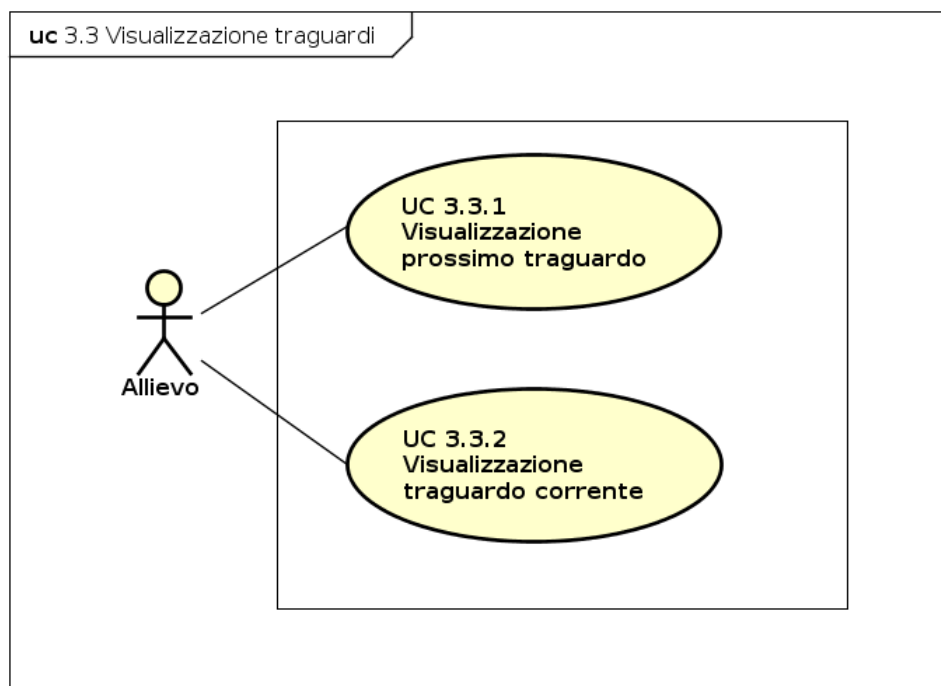 uc 3.3 Visualizzazione traguardi
UC 3.3.1
Visualizzazione
prossimo traguardo
Allievo
UC 3.3.2
Visualizzazione
traguardo corrente